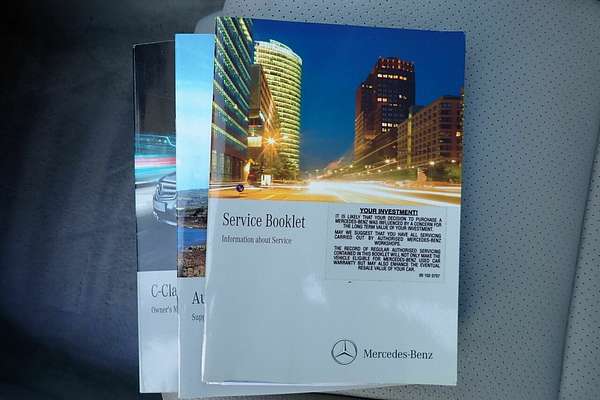 Service Booklet
Information about Service
YOUR INVESTMENT!
IT IS LIKELY THAT YOUR DECISION TO PURCHASE A
MERCEDES-BENZ WAS INFLUENCED BY A CONCERN FOR
THE LONG TERM VALUE OF YOUR INVESTMENT.
MAY WE SUGGEST THAT YOU HAVE ALL SERVICING
CARRIED OUT BY AUTHORISED MERCEDES-BENZ
WORKSHOPS.
THE RECORD OF REGULAR AUTHORISED SERVICING
CONTAINED IN THIS BOOKLET WILL NOT ONLY MAKE THE
VEHICLE ELIGIBLE FOR MERCEDES-BENZ USED CAR
WARRANTY BUT MAY ALSO ENHANCE THE EVENTUAL
RESALE VALUE OF YOUR CAR.
Mercedes-Benz
C-Cla
Owner's M
Au
Supp